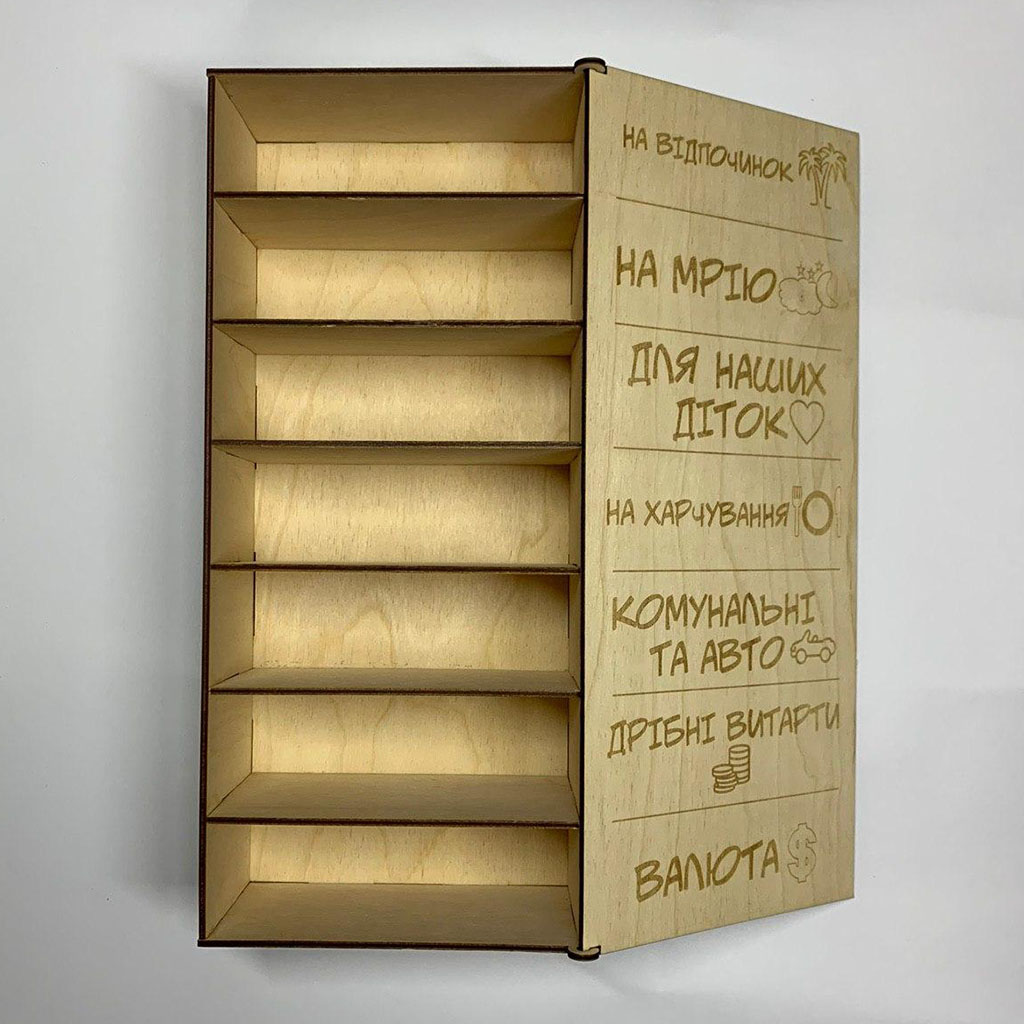 НА ВІДПОЧИНОК
НА МРІЮ
ДЛЯ НАШИХ
ДІТОК
НА ХАРЧУВАННЯ
КОМУНАЛЬНІ
ТА АВТО
ДРІБНІ ВИТАРТИ
ВАЛЮТА $